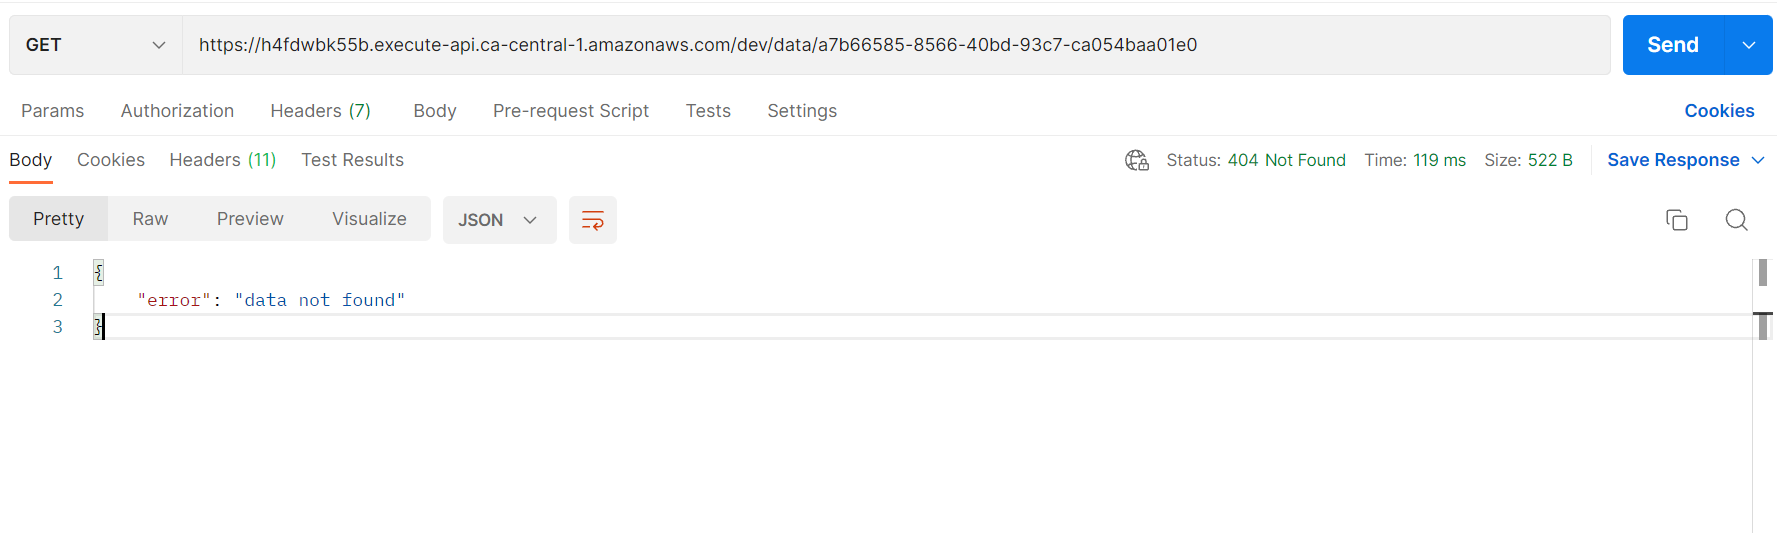 GET https://h4fdwbk55b.execute-api.ca-central-1.amazonaws.com/dev/data/a7b66585-8566-40bd-93c7-ca054baa01e0 Send
Params Authorization Headers (7) Body Pre-request Script Tests Settings Cookies
Body Cookies Headers (11) Test Results Status: 404 Not Found Time: 119 ms Size: 522 B Save Response
Pretty Raw Preview Visualize JSON
1 {
2 "error": "data not found"
3 }